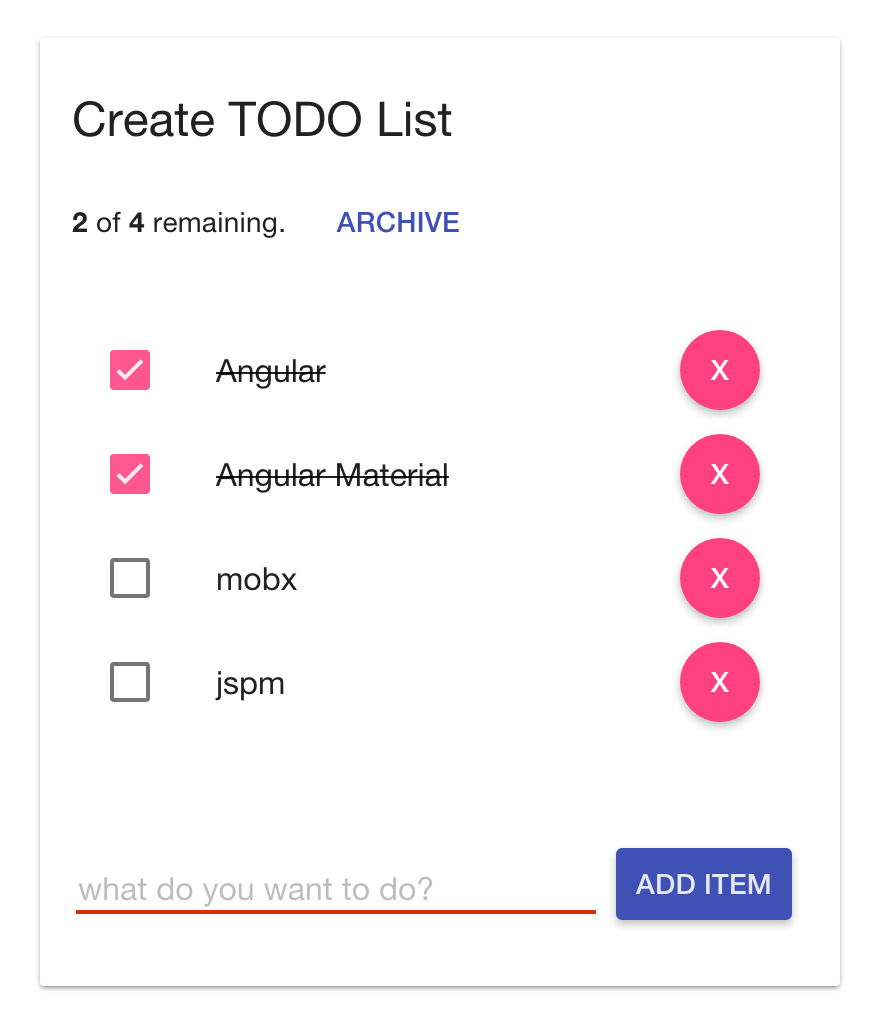 Create TODO List
2 of 4 remaining. ARCHIVE
Angular X
Angular Material X
mobx X
jspm X
what do you want to do? ADD ITEM